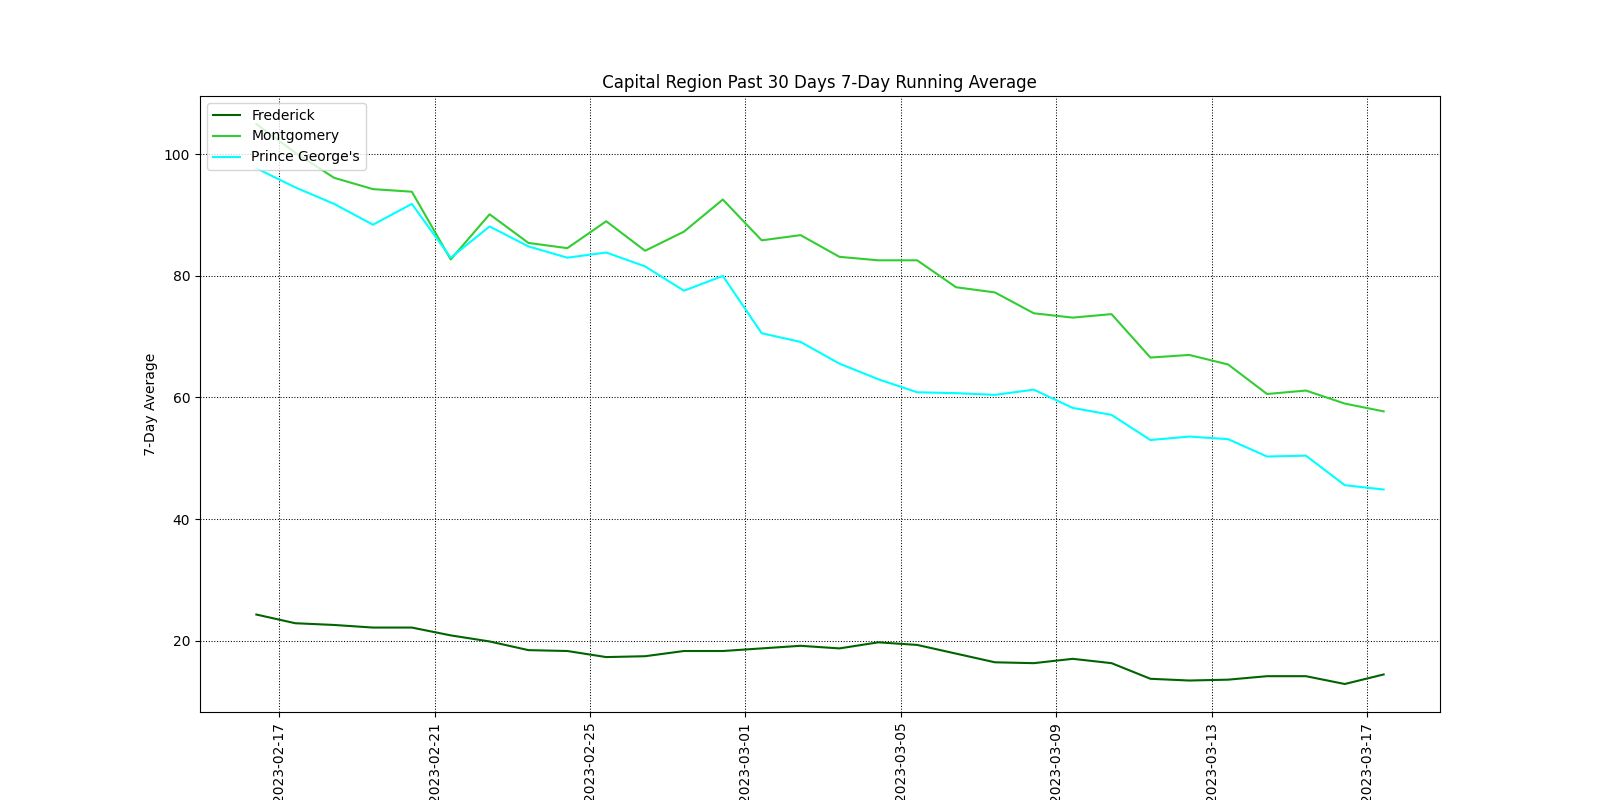 Capital Region Past 30 Days 7-Day Running Average
Frederick
Montgomery
Prince George's
7-Day Average
100
80
60
40
20
2023-02-17
2023-02-21
2023-02-25
2023-03-01
2023-03-05
2023-03-09
2023-03-13
2023-03-17